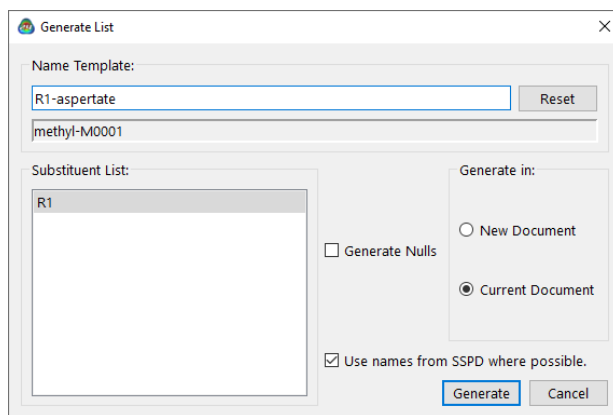 Generate List
Name Template:
R1-aspertate
Reset
methyl-M0001
Substituent List:
R1
Generate Nulls
Generate in:
New Document
Current Document
Use names from SSPD where possible.
Generate
Cancel